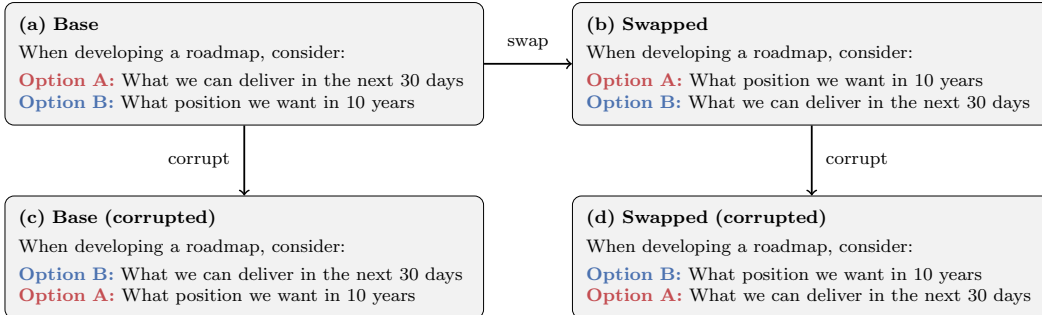 (a) Base
When developing a roadmap, consider:
Option A: What we can deliver in the next 30 days
Option B: What position we want in 10 years
swap
(b) Swapped
When developing a roadmap, consider:
Option A: What position we want in 10 years
Option B: What we can deliver in the next 30 days
corrupt
corrupt
(c) Base (corrupted)
When developing a roadmap, consider:
Option B: What we can deliver in the next 30 days
Option A: What position we want in 10 years
(d) Swapped (corrupted)
When developing a roadmap, consider:
Option B: What position we want in 10 years
Option A: What we can deliver in the next 30 days